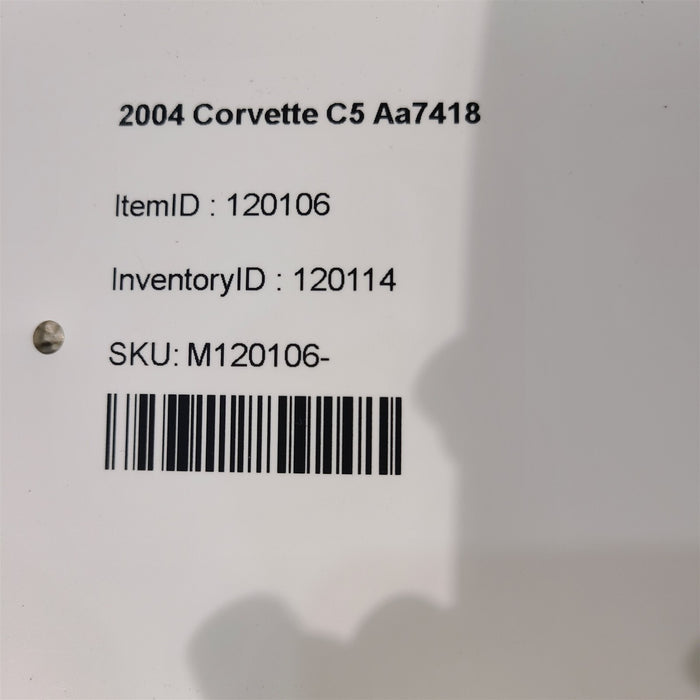 2004 Corvette C5 Aa7418
ItemID : 120106
InventoryID : 120114
SKU: M120106-